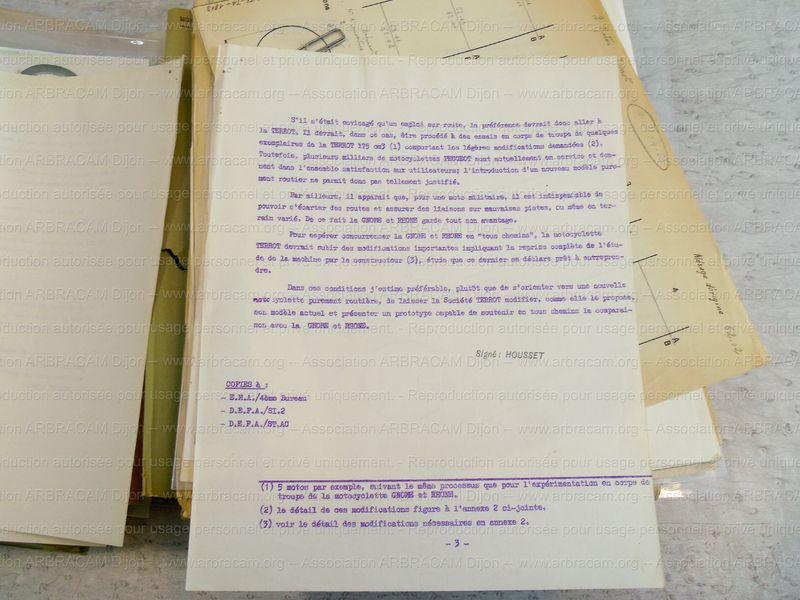 S'il n'était envisagé qu'un emploi sur route, la préférence devrait donc aller à
la TERROT. Il devrait, dans ce cas, être procédé à des essais en corps de troupe de quelques
exemplaires de la TERROT 175 cm3 (1) comportant les légères modifications demandées (2).
Toutefois, plusieurs milliers de motocyclettes PEUGEOT sont actuellement en service et don-
nent dans l'ensemble satisfaction aux utilisateurs; l'introduction d'un nouveau modèle pure-
ment routier ne parait donc pas tellement justifié.
Par ailleurs, il apparait que, pour une moto militaire, il est indispensable de
pouvoir s'écarter des routes et assurer des liaisons sur mauvaises pistes, ou même en ter-
rain varié. De ce fait la GNOME et RHONE garde tout son avantage.
Pour espérer concurrencer la GNOME et RHONE en "tous chemins", la motocyclette
TERROT devrait subir des modifications importantes impliquant la reprise complète de l'étu-
de de la machine par le constructeur (3), étude que ce dernier se déclare prêt à entrepren-
dre.
Dans ces conditions j'estime préférable, plutôt que de s'orienter vers une nouvelle
motocyclette purement routière, de laisser la Société TERROT modifier, comme elle le propose,
son modèle actuel et présenter un prototype capable de soutenir en tous chemins la comparai-
son avec la GNOME et RHONE.
Signé : HOUSSET
COPIES à :
- E.M.A./4ème Bureau
- D.E.F.A./SI.2
- D.E.F.A./ST.AC
(1) 5 motos par exemple, suivant le même processus que pour l'expérimentation en corps de
troupe de la motocyclette GNOME et RHONE.
(2) le détail de ces modifications figure à l'annexe 2 ci-jointe.
(3) voir le détail des modifications nécessaires en annexe 2.
- 3 -
Alésage d'origine
A
B
A
B
Association ARBRACAM Dijon -- www.arbracam.org -- Association ARBRACAM Dijon -- www.arbracam.org
Reproduction autorisée pour usage personnel et privé uniquement.